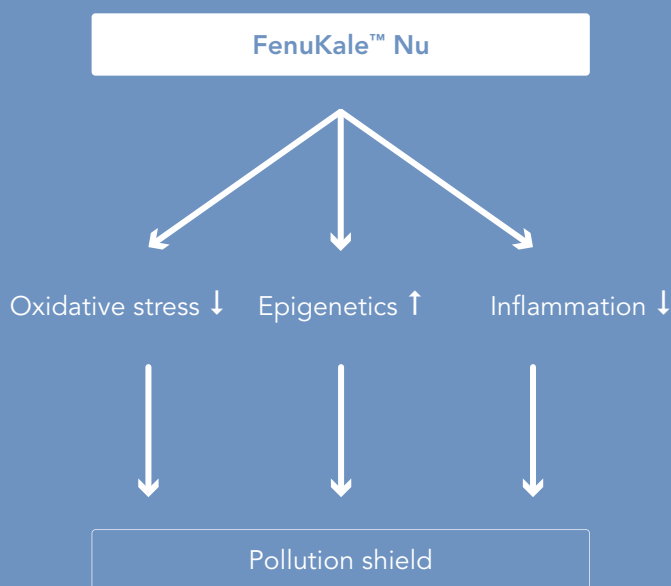 FenuKale™ Nu
Oxidative stress ↓ Epigenetics ↑ Inflammation ↓
Pollution shield